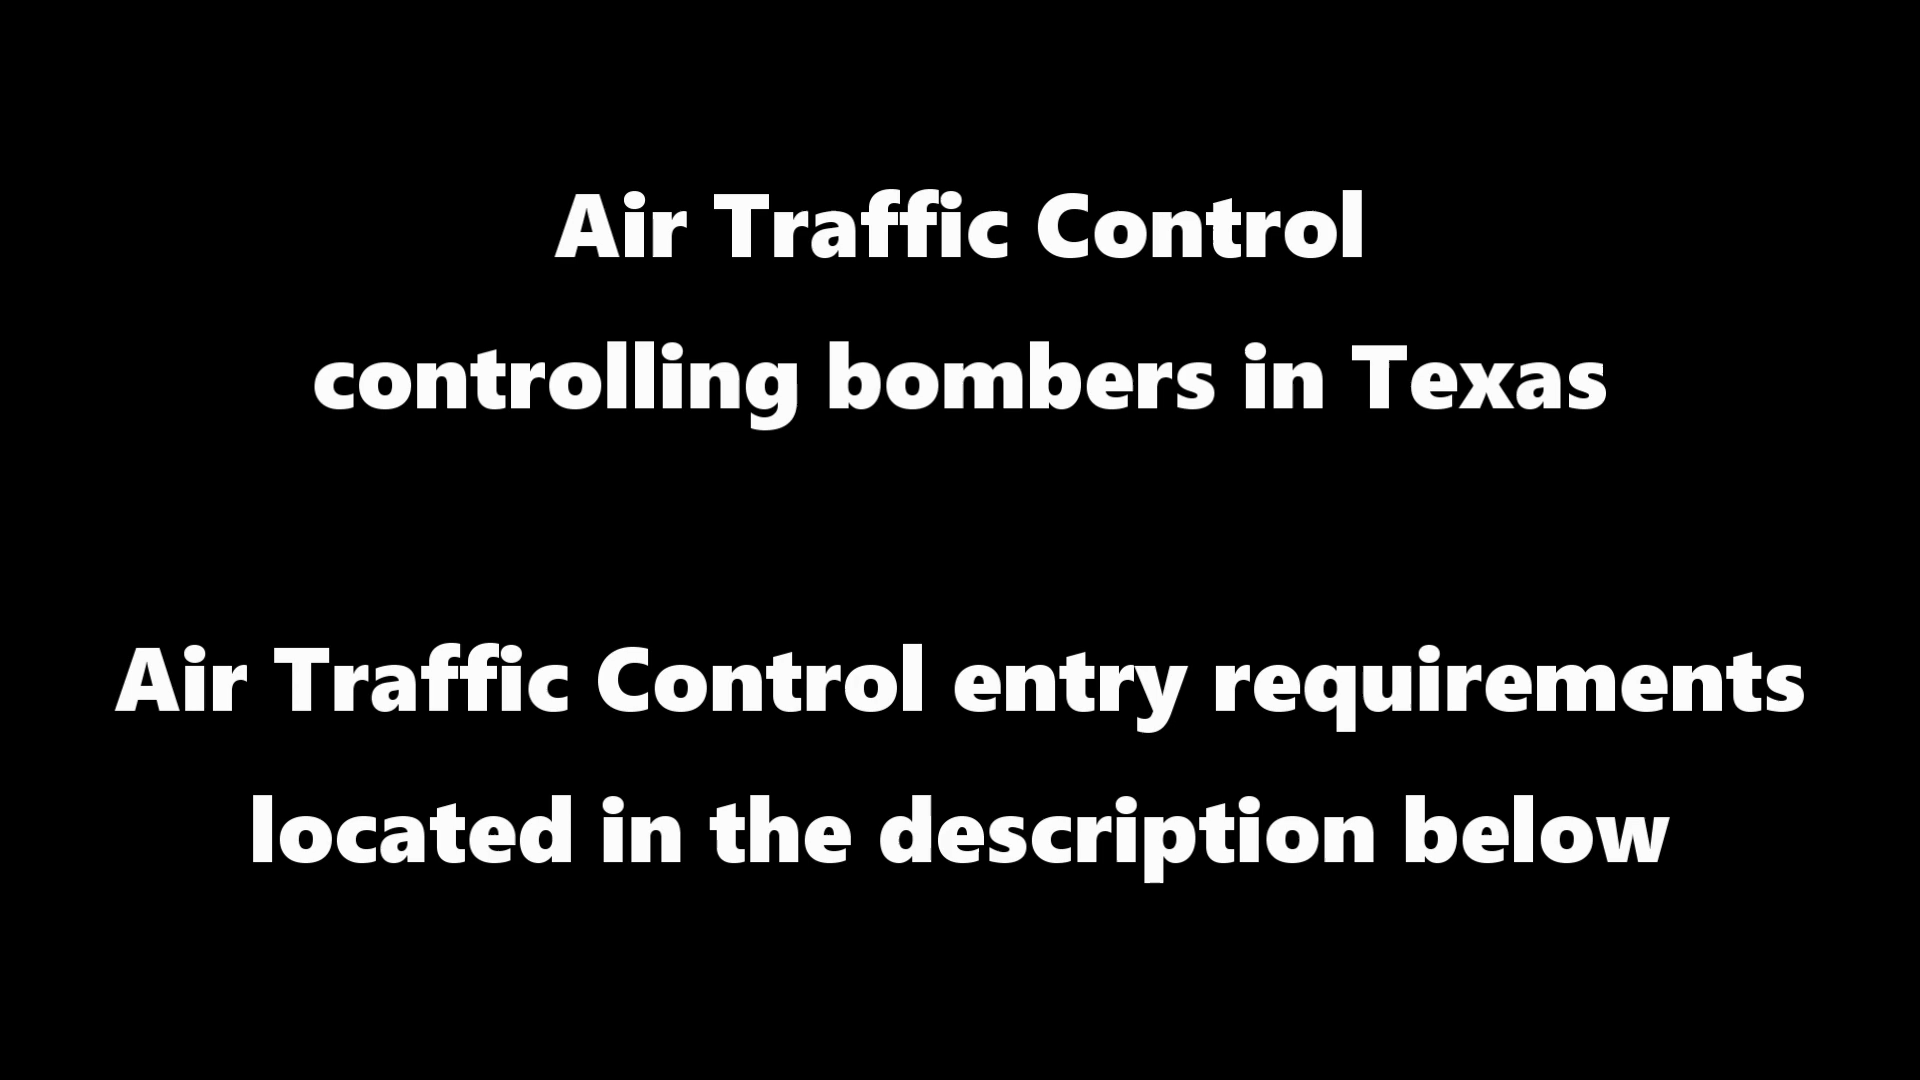 Air Traffic Control
controlling bombers in Texas
Air Traffic Control entry requirements
located in the description below